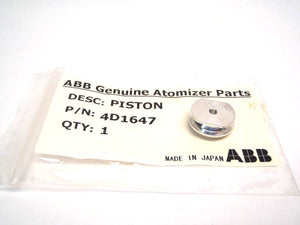 ABB Genuine Atomizer Parts
DESC: PISTON
P/N: 4D1647
QTY: 1
MADE IN JAPAN ABB